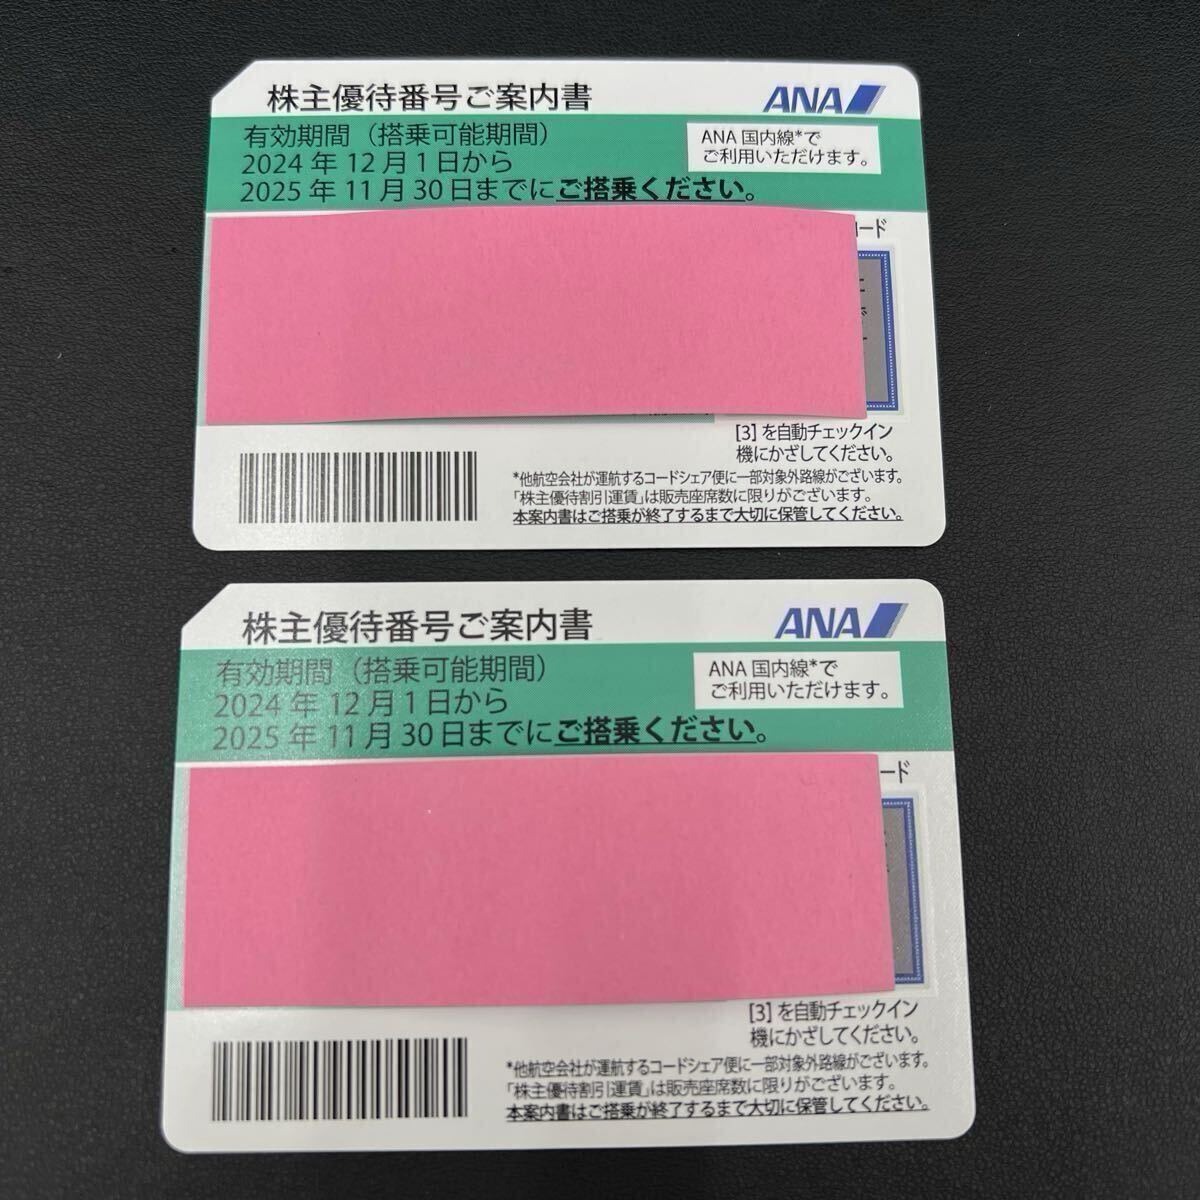 株主優待番号ご案内書
ANA
有効期間（搭乗可能期間）
2024 年 12 月 1 日から
2025 年 11 月 30 日までにご搭乗ください。
ANA 国内線*で
ご利用いただけます。
コード
[3] を自動チェックイン
機にかざしてください。
*他航空会社が運航するコードシェア便に一部対象外路線がございます。
「株主優待割引運賃」は販売座席数に限りがございます。
本案内書はご搭乗が終了するまで大切に保管してください。
株主優待番号ご案内書
ANA
有効期間（搭乗可能期間）
2024 年 12 月 1 日から
2025 年 11 月 30 日までにご搭乗ください。
ANA 国内線*で
ご利用いただけます。
ード
[3] を自動チェックイン
機にかざしてください。
*他航空会社が運航するコードシェア便に一部対象外路線がございます。
「株主優待割引運賃」は販売座席数に限りがございます。
本案内書はご搭乗が終了するまで大切に保管してください。